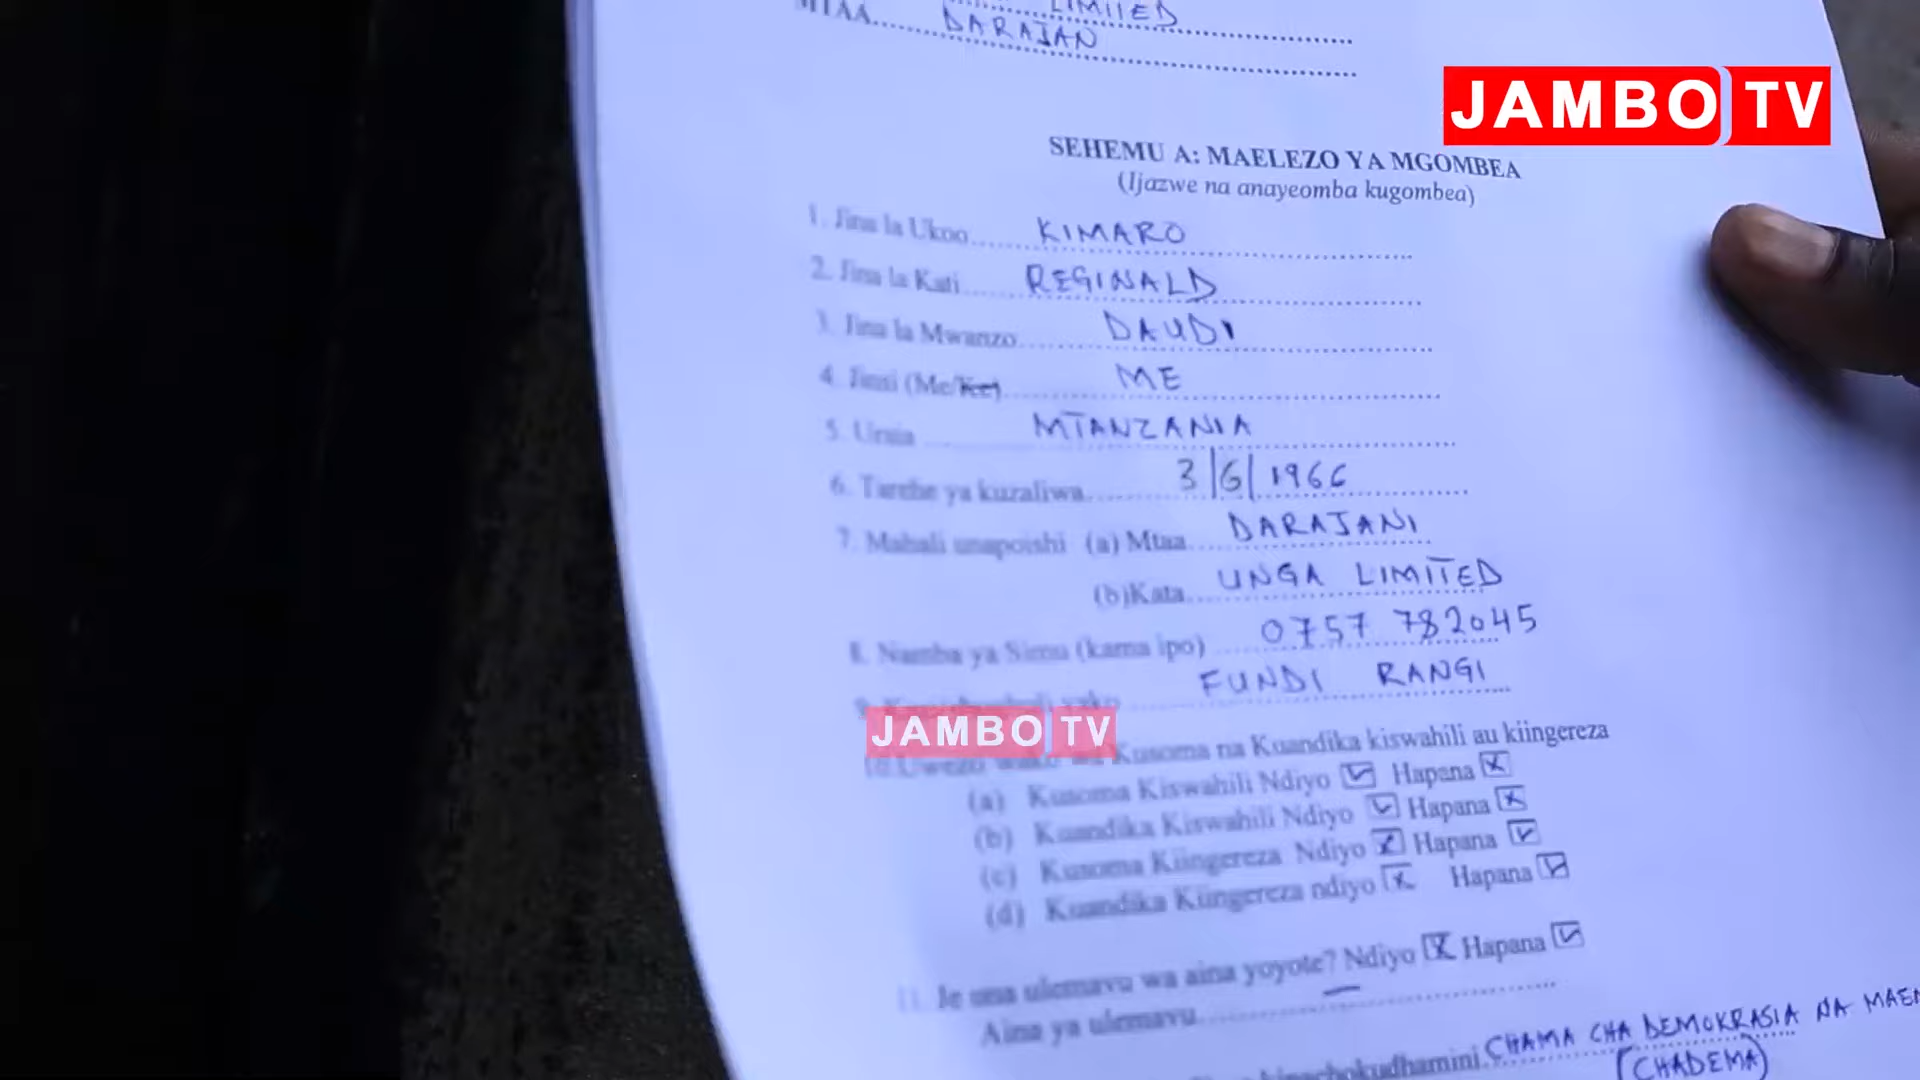 LIMITED
MTAA.....DARAJAN
JAMBO TV
SEHEMU A: MAELEZO YA MGOMBEA
(Ijazwe na anayeomba kugombea)
1. Jina la Ukoo.....KIMARO
2. Jina la Kati.....REGINALD
3. Jina la Mwanzo.....DAUDI
4. Jinsi (Me/Ke).....ME
5. Uraia.....MTANZANIA
6. Tarehe ya kuzaliwa.....3/6/1966
7. Mahali unapoishi (a) Mtaa.....DARAJANI
(b)Kata.....UNGA LIMITED
8. Namba ya Simu (kama ipo).....0757 782045
9. .....FUNDI RANGI
JAMBO TV
10. Kusoma na Kuandika kiswahili au kiingereza
(a) Kusoma Kiswahili Ndiyo ☑ Hapana ☒
(b) Kuandika Kiswahili Ndiyo ☑ Hapana ☒
(c) Kusoma Kiingereza Ndiyo ☒ Hapana ☑
(d) Kuandika Kiingereza ndiyo ☒ Hapana ☑
11. Je una ulemavu wa aina yoyote? Ndiyo ☒ Hapana ☑
Aina ya ulemavu.....
CHAMA CHA DEMOKRASIA NA
(CHADEMA)